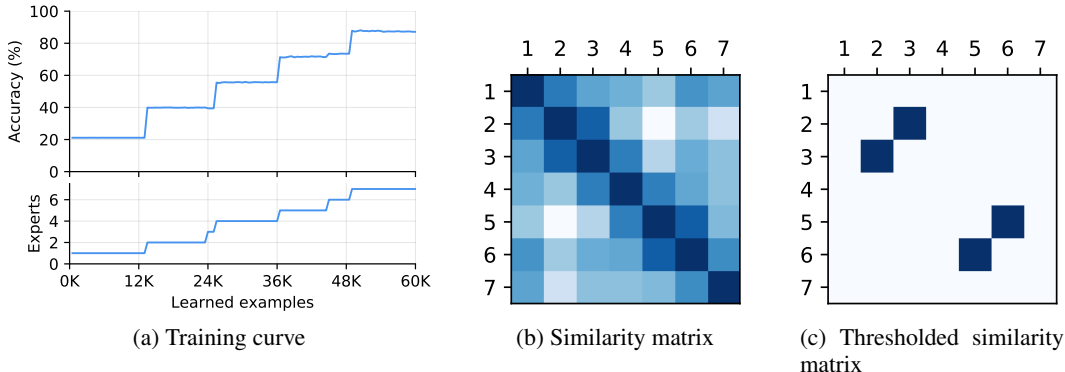 100
80
60
40
20
0
Accuracy (%)
6
4
2
0
Experts
0K 12K 24K 36K 48K 60K
Learned examples
(a) Training curve
1 2 3 4 5 6 7
1
2
3
4
5
6
7
(b) Similarity matrix
1 2 3 4 5 6 7
1
2
3
4
5
6
7
(c) Thresholded similarity
matrix